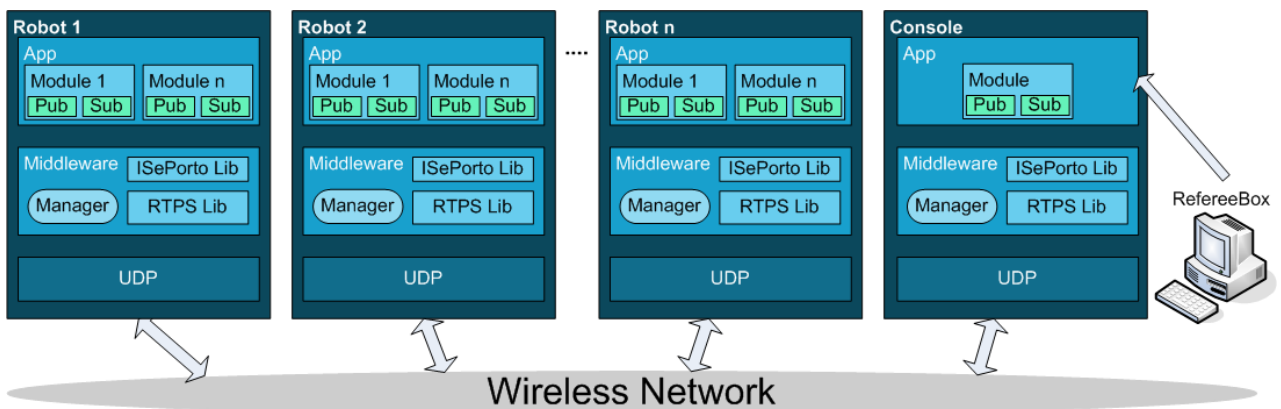 Robot 1
App
Module 1
Pub Sub
Module n
Pub Sub
Middleware
ISePorto Lib
Manager
RTPS Lib
UDP
Robot 2
App
Module 1
Pub Sub
Module n
Pub Sub
Middleware
ISePorto Lib
Manager
RTPS Lib
UDP
....
Robot n
App
Module 1
Pub Sub
Module n
Pub Sub
Middleware
ISePorto Lib
Manager
RTPS Lib
UDP
Console
App
Module
Pub Sub
Middleware
ISePorto Lib
Manager
RTPS Lib
UDP
RefereeBox
Wireless Network